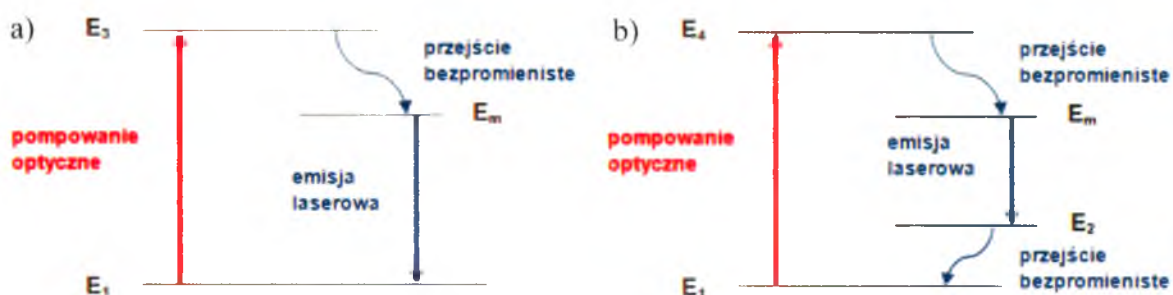 a)
E3
przejście
bezpromieniste
Em
pompowanie
optyczne
emisja
laserowa
E1
b)
E4
przejście
bezpromieniste
Em
pompowanie
optyczne
emisja
laserowa
E2
przejście
bezpromieniste
E1